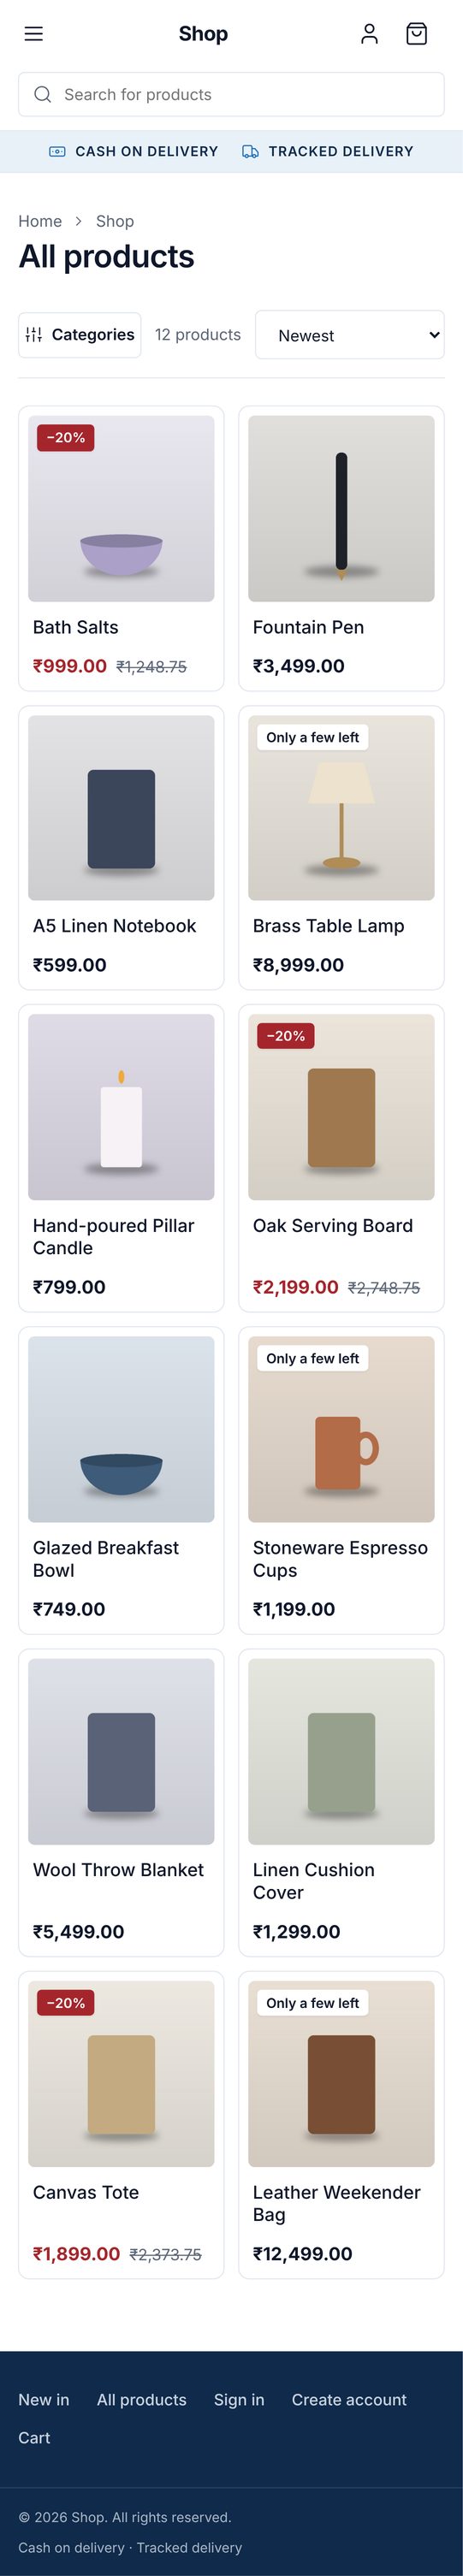 Shop
Search for products
CASH ON DELIVERY
TRACKED DELIVERY
Home > Shop
All products
Categories
12 products
Newest
−20%
Bath Salts
₹999.00 ₹1,248.75
Fountain Pen
₹3,499.00
A5 Linen Notebook
₹599.00
Only a few left
Brass Table Lamp
₹8,999.00
Hand-poured Pillar
Candle
₹799.00
−20%
Oak Serving Board
₹2,199.00 ₹2,748.75
Glazed Breakfast
Bowl
₹749.00
Only a few left
Stoneware Espresso
Cups
₹1,199.00
Wool Throw Blanket
₹5,499.00
Linen Cushion
Cover
₹1,299.00
−20%
Canvas Tote
₹1,899.00 ₹2,373.75
Only a few left
Leather Weekender
Bag
₹12,499.00
New in
All products
Sign in
Create account
Cart
© 2026 Shop. All rights reserved.
Cash on delivery · Tracked delivery